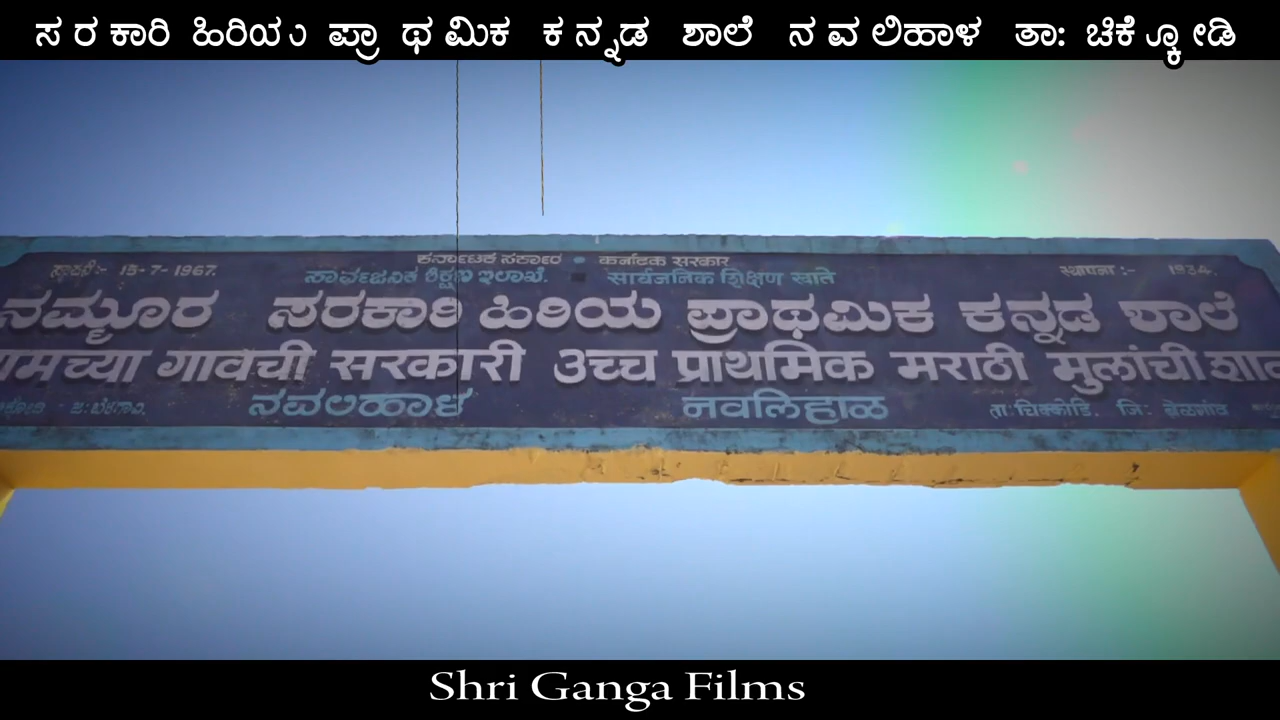 ಸರಕಾರಿ ಹಿರಿಯ ಪ್ರಾಥಮಿಕ ಕನ್ನಡ ಶಾಲೆ ನವಲಿಹಾಳ ತಾ: ಚಿಕ್ಕೋಡಿ
ಕರ್ನಾಟಕ ಸರ್ಕಾರ कर्नाटक सरकार
15-7-1967. ಸಾರ್ವಜನಿಕ ಶಿಕ್ಷಣ ಇಲಾಖೆ. सार्वजनिक शिक्षण खाते स्थापना :- 1934.
ನಮ್ಮೂರ ಸರಕಾರಿ ಹಿರಿಯ ಪ್ರಾಥಮಿಕ ಕನ್ನಡ ಶಾಲೆ
गावची सरकारी उच्च प्राथमिक मराठी मुलांची
ನವಲಿಹಾಳ नवलिहाळ ता: चिक्कोडि. जि:- बेळगांव
Shri Ganga Films